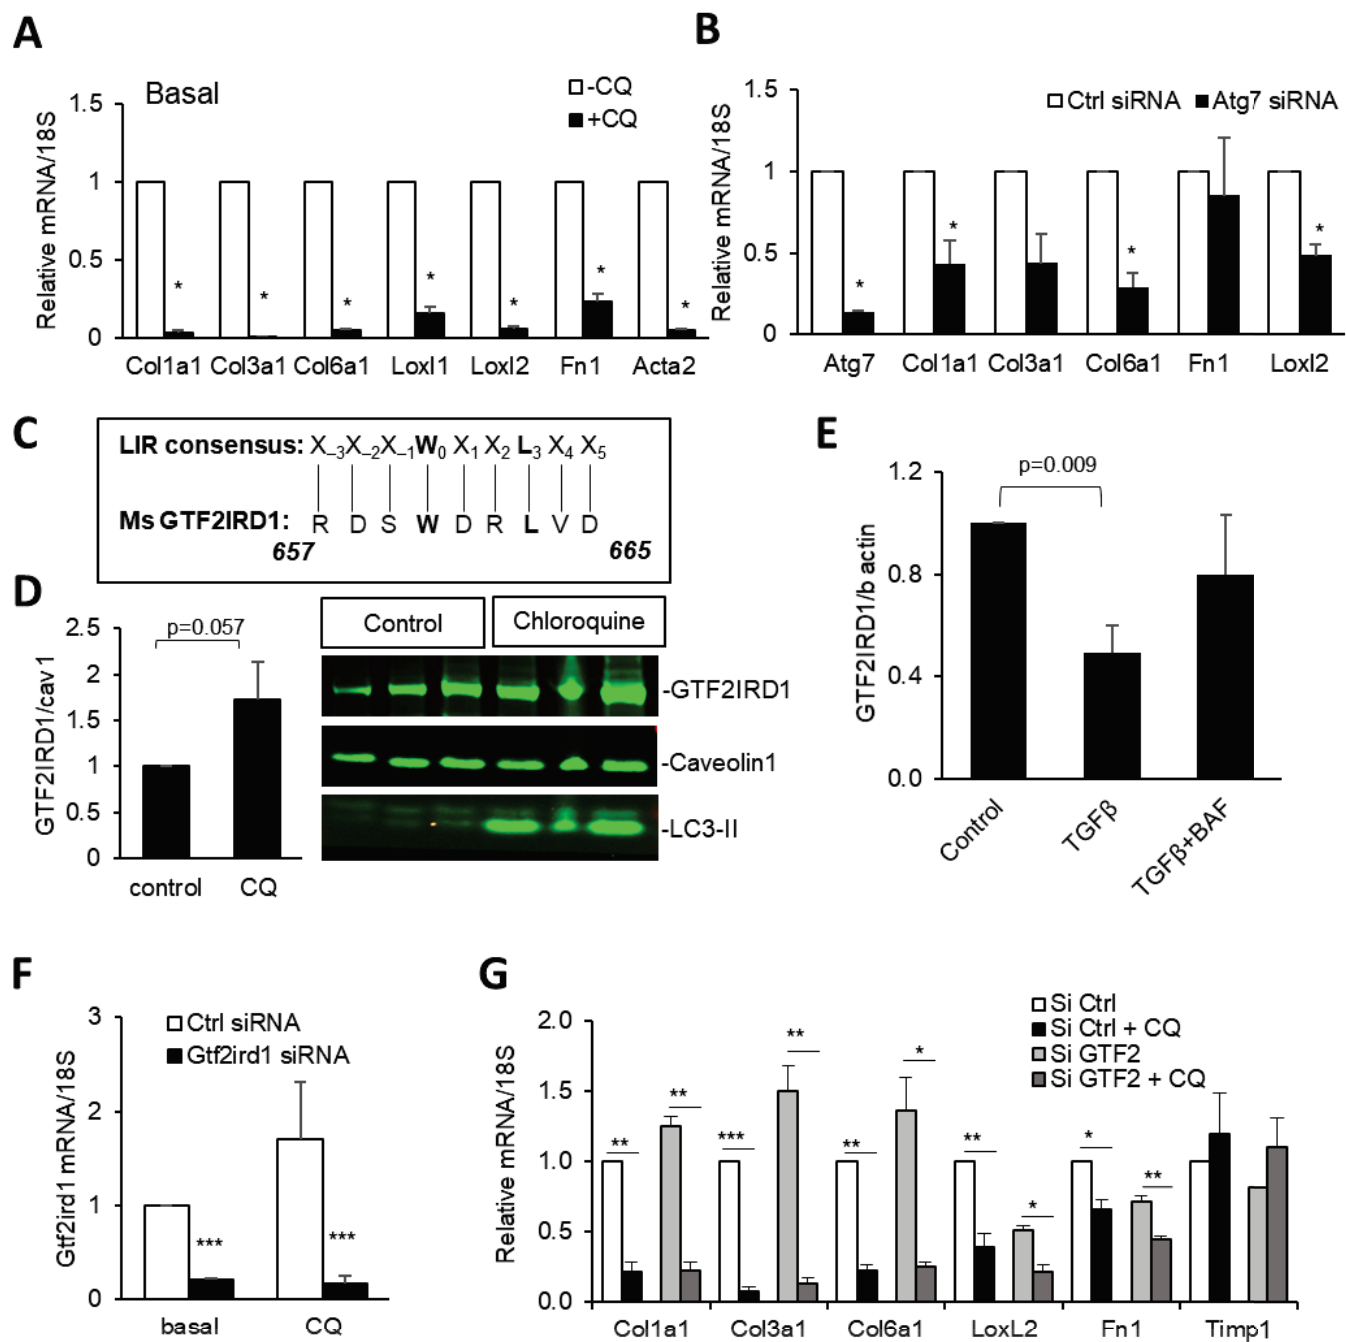 A
Basal
-CQ
+CQ
Relative mRNA/18S
1.5
1
0.5
0
*
*
*
*
*
*
*
Col1a1 Col3a1 Col6a1 Loxl1 Loxl2 Fn1 Acta2
B
Ctrl siRNA Atg7 siRNA
Relative mRNA/18S
1.5
1
0.5
0
*
*
*
*
Atg7 Col1a1 Col3a1 Col6a1 Fn1 Loxl2
C
LIR consensus: X–3X–2X–1W0 X1 X2 L3 X4 X5
Ms GTF2IRD1: R D S W D R L V D
657 665
D
GTF2IRD1/cav1
2.5
2
1.5
1
0.5
0
p=0.057
control CQ
Control Chloroquine
-GTF2IRD1
-Caveolin1
-LC3-II
E
GTF2IRD1/b actin
1.2
0.8
0.4
0.0
p=0.009
Control
TGFβ
TGFβ+BAF
F
Gtf2ird1 mRNA/18S
3
2
1
0
Ctrl siRNA
Gtf2ird1 siRNA
***
***
basal CQ
G
Si Ctrl
Si Ctrl + CQ
Si GTF2
Si GTF2 + CQ
Relative mRNA/18S
2.0
1.5
1.0
0.5
0.0
**
**
***
**
**
*
**
*
*
**
Col1a1 Col3a1 Col6a1 LoxL2 Fn1 Timp1